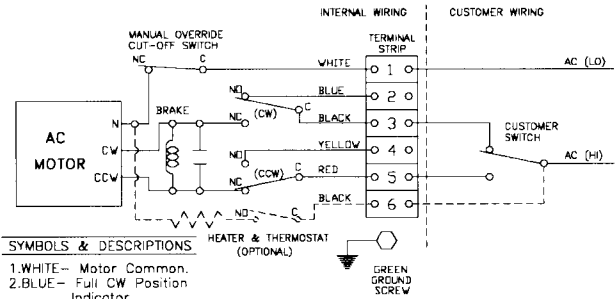 INTERNAL WIRING
CUSTOMER WIRING
MANUAL OVERRIDE
CUT-OFF SWITCH
TERMINAL
STRIP
NC
C
WHITE
1
AC (LO)
NO
BLUE
2
N
BRAKE
NC
(CW)
C
BLACK
3
CUSTOMER
SWITCH
AC
MOTOR
CW
YELLOW
4
NO
AC (HI)
CCW
(CCW)
C
RED
5
NC
BLACK
6
NO
C
HEATER & THERMOSTAT
(OPTIONAL)
SYMBOLS & DESCRIPTIONS
1.WHITE- Motor Common.
2.BLUE- Full CW Position
Indicator
GREEN
GROUND
SCREW